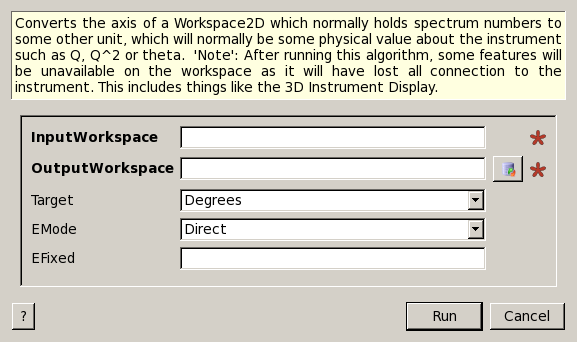 Converts the axis of a Workspace2D which normally holds spectrum numbers to
some other unit, which will normally be some physical value about the instrument
such as Q, Q^2 or theta. 'Note': After running this algorithm, some features will
be unavailable on the workspace as it will have lost all connection to the
instrument. This includes things like the 3D Instrument Display.
InputWorkspace
OutputWorkspace
Target Degrees
EMode Direct
EFixed
? Run Cancel